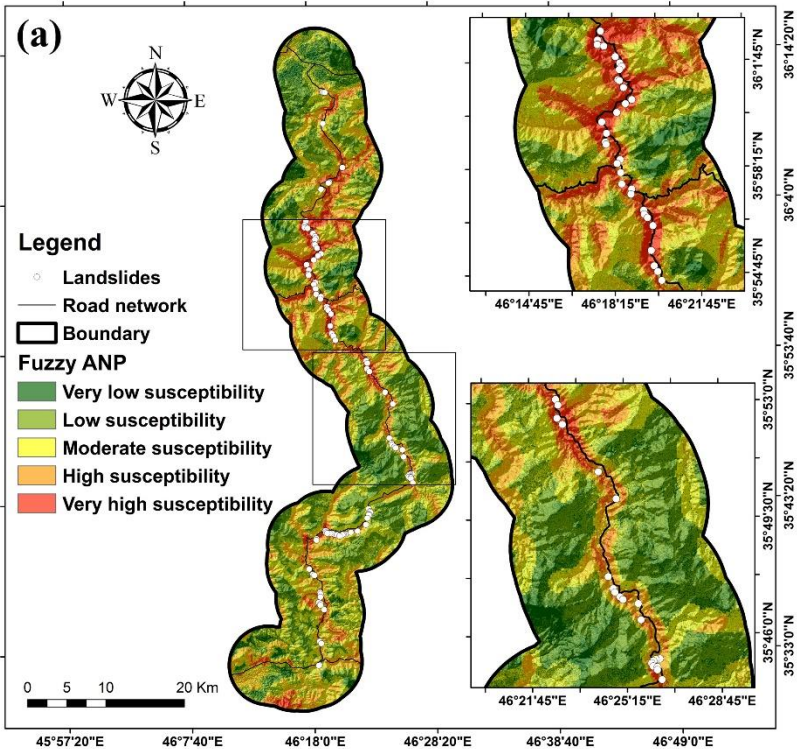 (a)
N
W
E
S
Legend
Landslides
Road network
Boundary
Fuzzy ANP
Very low susceptibility
Low susceptibility
Moderate susceptibility
High susceptibility
Very high susceptibility
0 5 10 20 Km
36°1'45"N
35°58'15"N
35°54'45"N
46°14'45"E 46°18'15"E 46°21'45"E
35°53'0"N
35°49'30"N
35°46'0"N
46°21'45"E 46°25'15"E 46°28'45"E
36°14'20"N
36°4'0"N
35°53'40"N
35°43'20"N
35°33'0"N
45°57'20"E 46°7'40"E 46°18'0"E 46°28'20"E 46°38'40"E 46°49'0"E